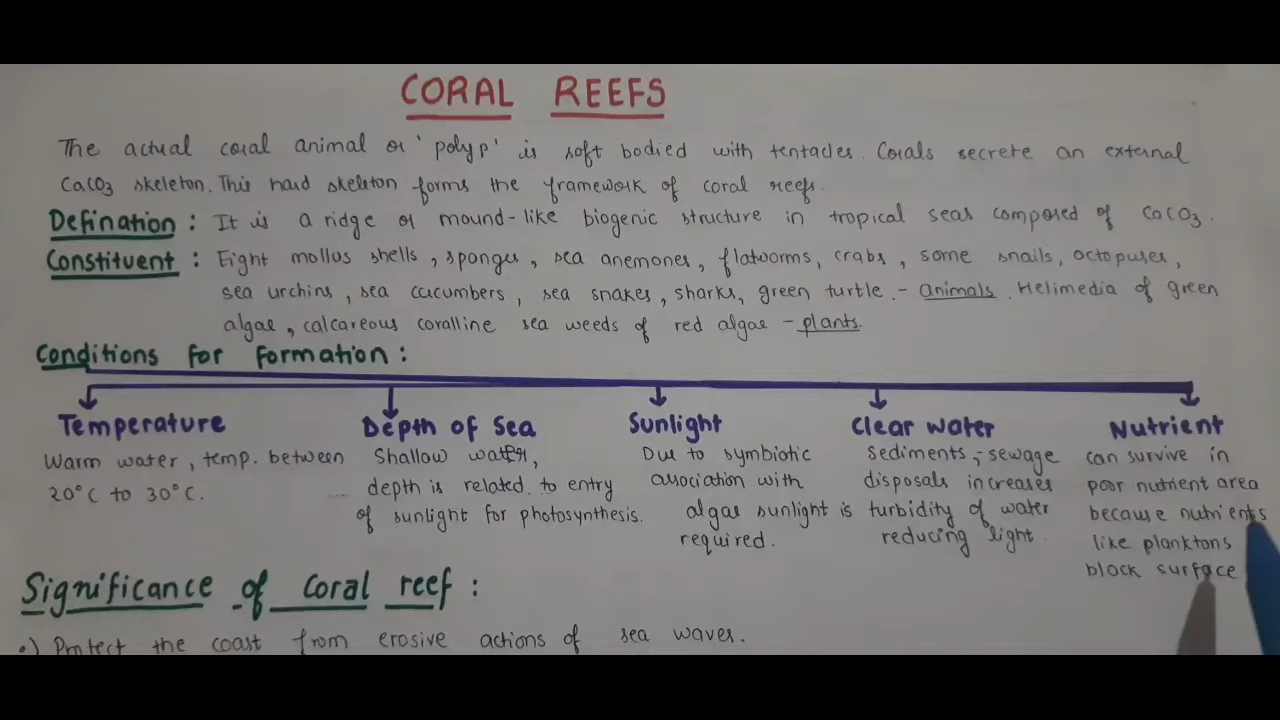 CORAL REEFS
The actual coral animal or 'polyp' is soft bodied with tentacles. Corals secrete an external
CaCO3 skeleton. This hard skeleton forms the framework of coral reefs.
Defination : It is a ridge or mound-like biogenic structure in tropical seas composed of CaCO3.
Constituent : Eight mollus shells, sponges, sea anemones, flatworms, crabs, some snails, octopuses,
sea urchins, sea cucumbers, sea snakes, sharks, green turtle. - animals. Helimedia of green
algae, calcareous coralline sea weeds of red algae - plants.
Conditions for formation :
Temperature
Warm water, temp. between
20°C to 30°C.
Depth of Sea
Shallow water,
depth is related to entry
of sunlight for photosynthesis.
Sunlight
Due to symbiotic
association with
algae sunlight is
required.
Clear water
sediments, sewage
disposals increases
turbidity of water
reducing light.
Nutrient
can survive in
poor nutrient area
because nutrients
like planktons
block surface
Significance of coral reef :
•) Protect the coast from erosive actions of sea waves.